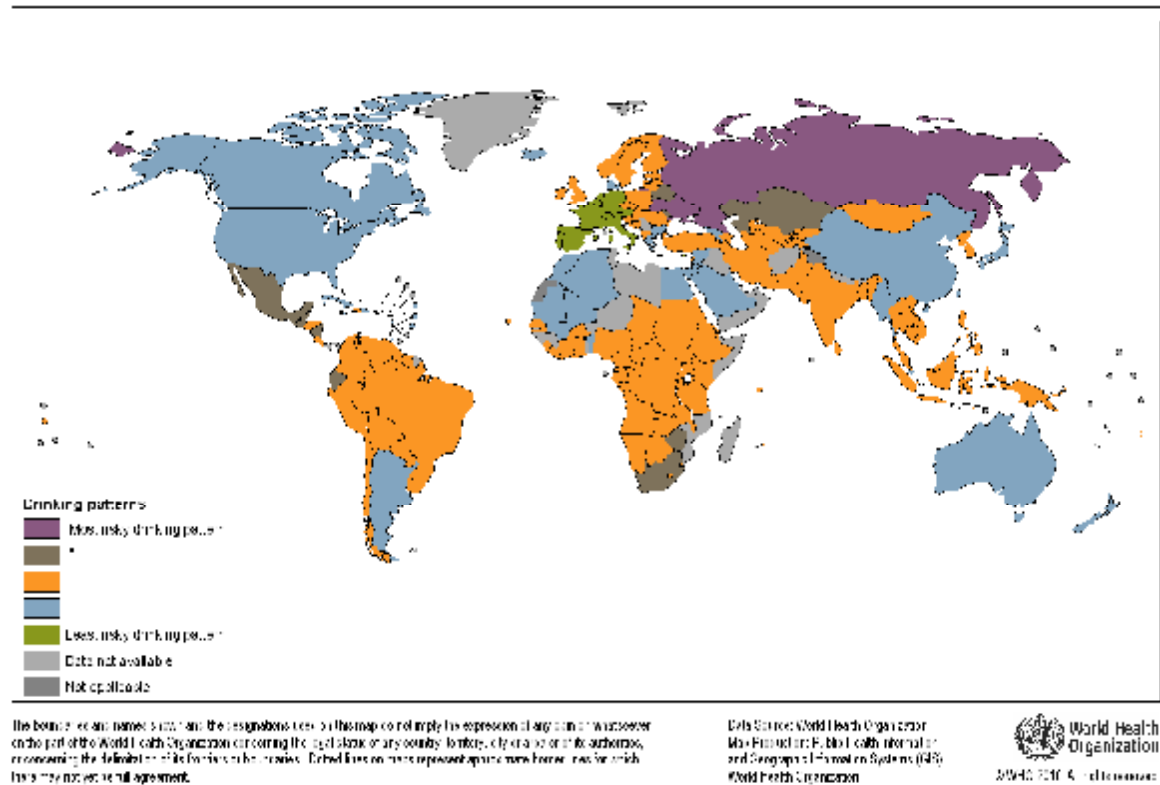 Drinking patterns
Most risky drinking pattern
Least risky drinking pattern
Data not available
Not applicable
The boundaries and names shown and the designations used on this map do not imply the expression of any opinion whatsoever
on the part of the World Health Organization concerning the legal status of any country, territory, city or area or of its authorities,
or concerning the delimitation of its frontiers or boundaries. Dotted lines on maps represent approximate border lines for which
there may not yet be full agreement.
Data Source: World Health Organization
Map Production: Public Health Information
and Geographic Information Systems (GIS)
World Health Organization
World Health
Organization
© WHO 2010. All rights reserved